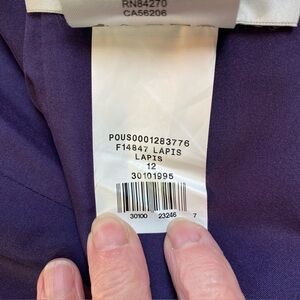 RN84270
CA56206
POUS0001283776
F14847 LAPIS
LAPIS
12
30101995
30100 23246 7